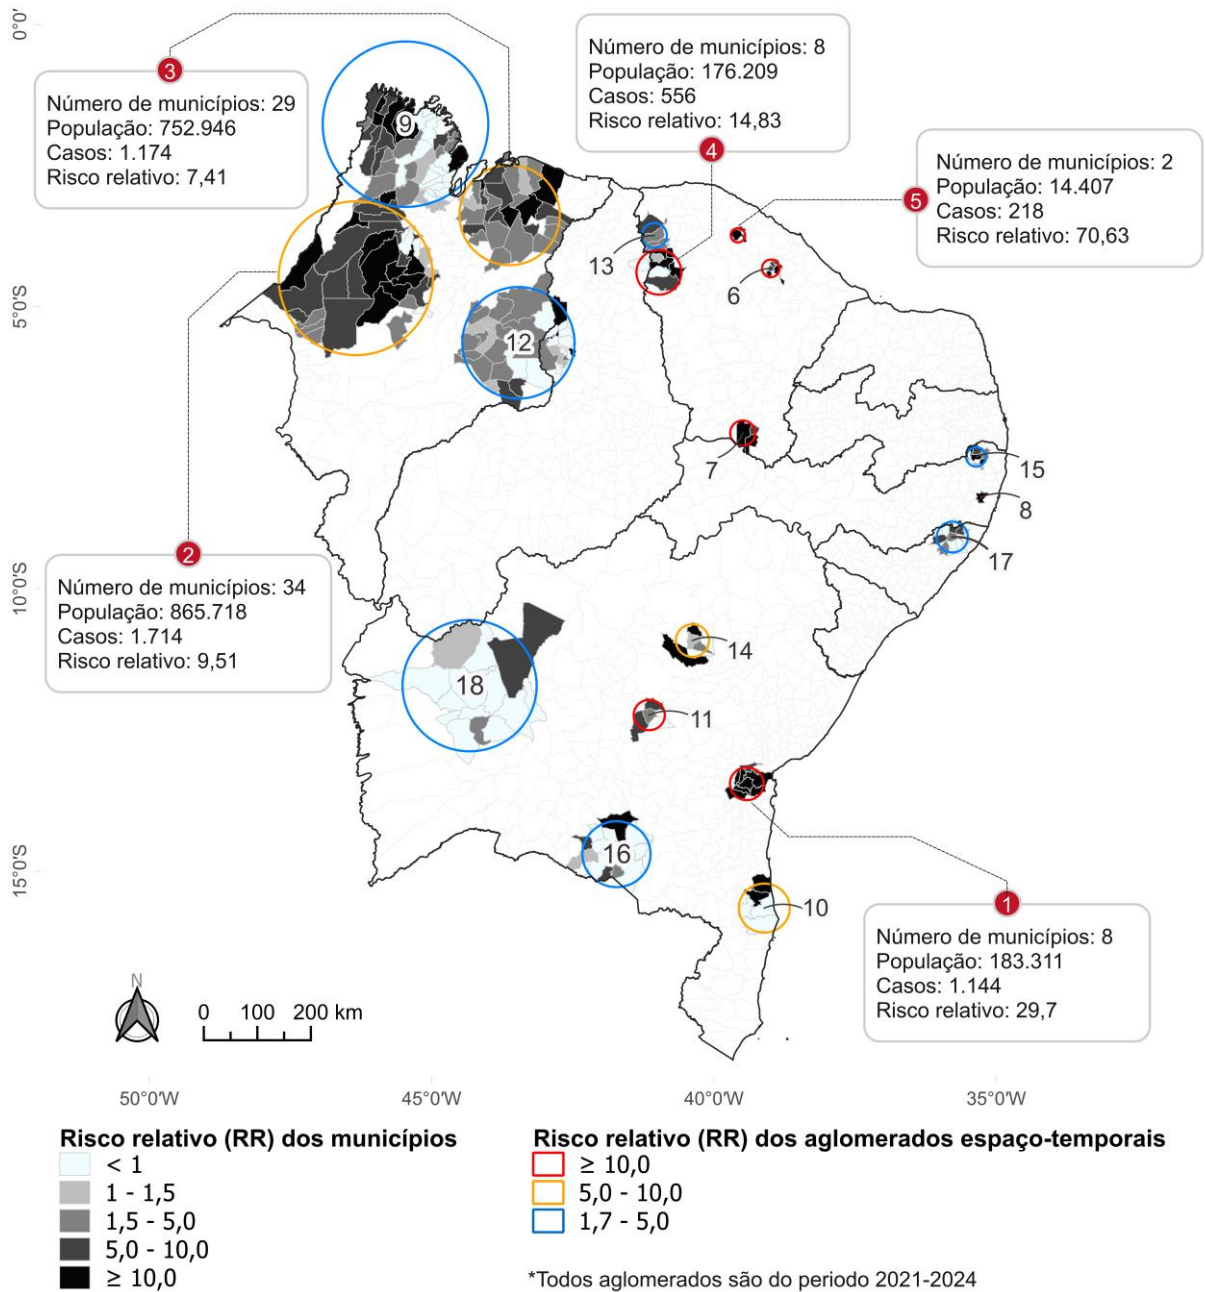 0°0'
5°0'S
10°0'S
15°0'S
3
Número de municípios: 29
População: 752.946
Casos: 1.174
Risco relativo: 7,41
Número de municípios: 8
População: 176.209
Casos: 556
Risco relativo: 14,83
4
Número de municípios: 2
População: 14.407
Casos: 218
Risco relativo: 70,63
5
9
13
6
12
7
15
8
17
2
Número de municípios: 34
População: 865.718
Casos: 1.714
Risco relativo: 9,51
14
18
11
16
10
1
Número de municípios: 8
População: 183.311
Casos: 1.144
Risco relativo: 29,7
N
0 100 200 km
50°0'W 45°0'W 40°0'W 35°0'W
Risco relativo (RR) dos municípios
< 1
1 - 1,5
1,5 - 5,0
5,0 - 10,0
≥ 10,0
Risco relativo (RR) dos aglomerados espaço-temporais
≥ 10,0
5,0 - 10,0
1,7 - 5,0
*Todos aglomerados são do periodo 2021-2024